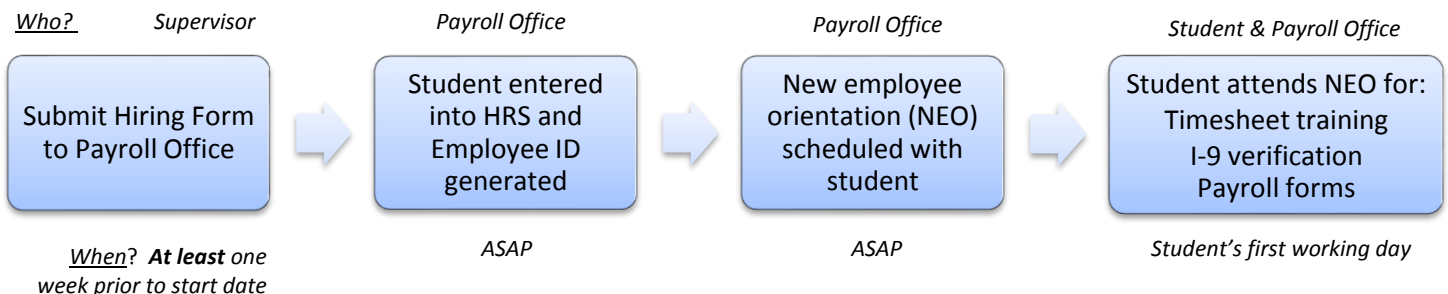 Who? Supervisor
Payroll Office
Payroll Office
Student & Payroll Office
Submit Hiring Form
to Payroll Office
Student entered
into HRS and
Employee ID
generated
New employee
orientation (NEO)
scheduled with
student
Student attends NEO for:
Timesheet training
I-9 verification
Payroll forms
When? At least one
week prior to start date
ASAP
ASAP
Student’s first working day